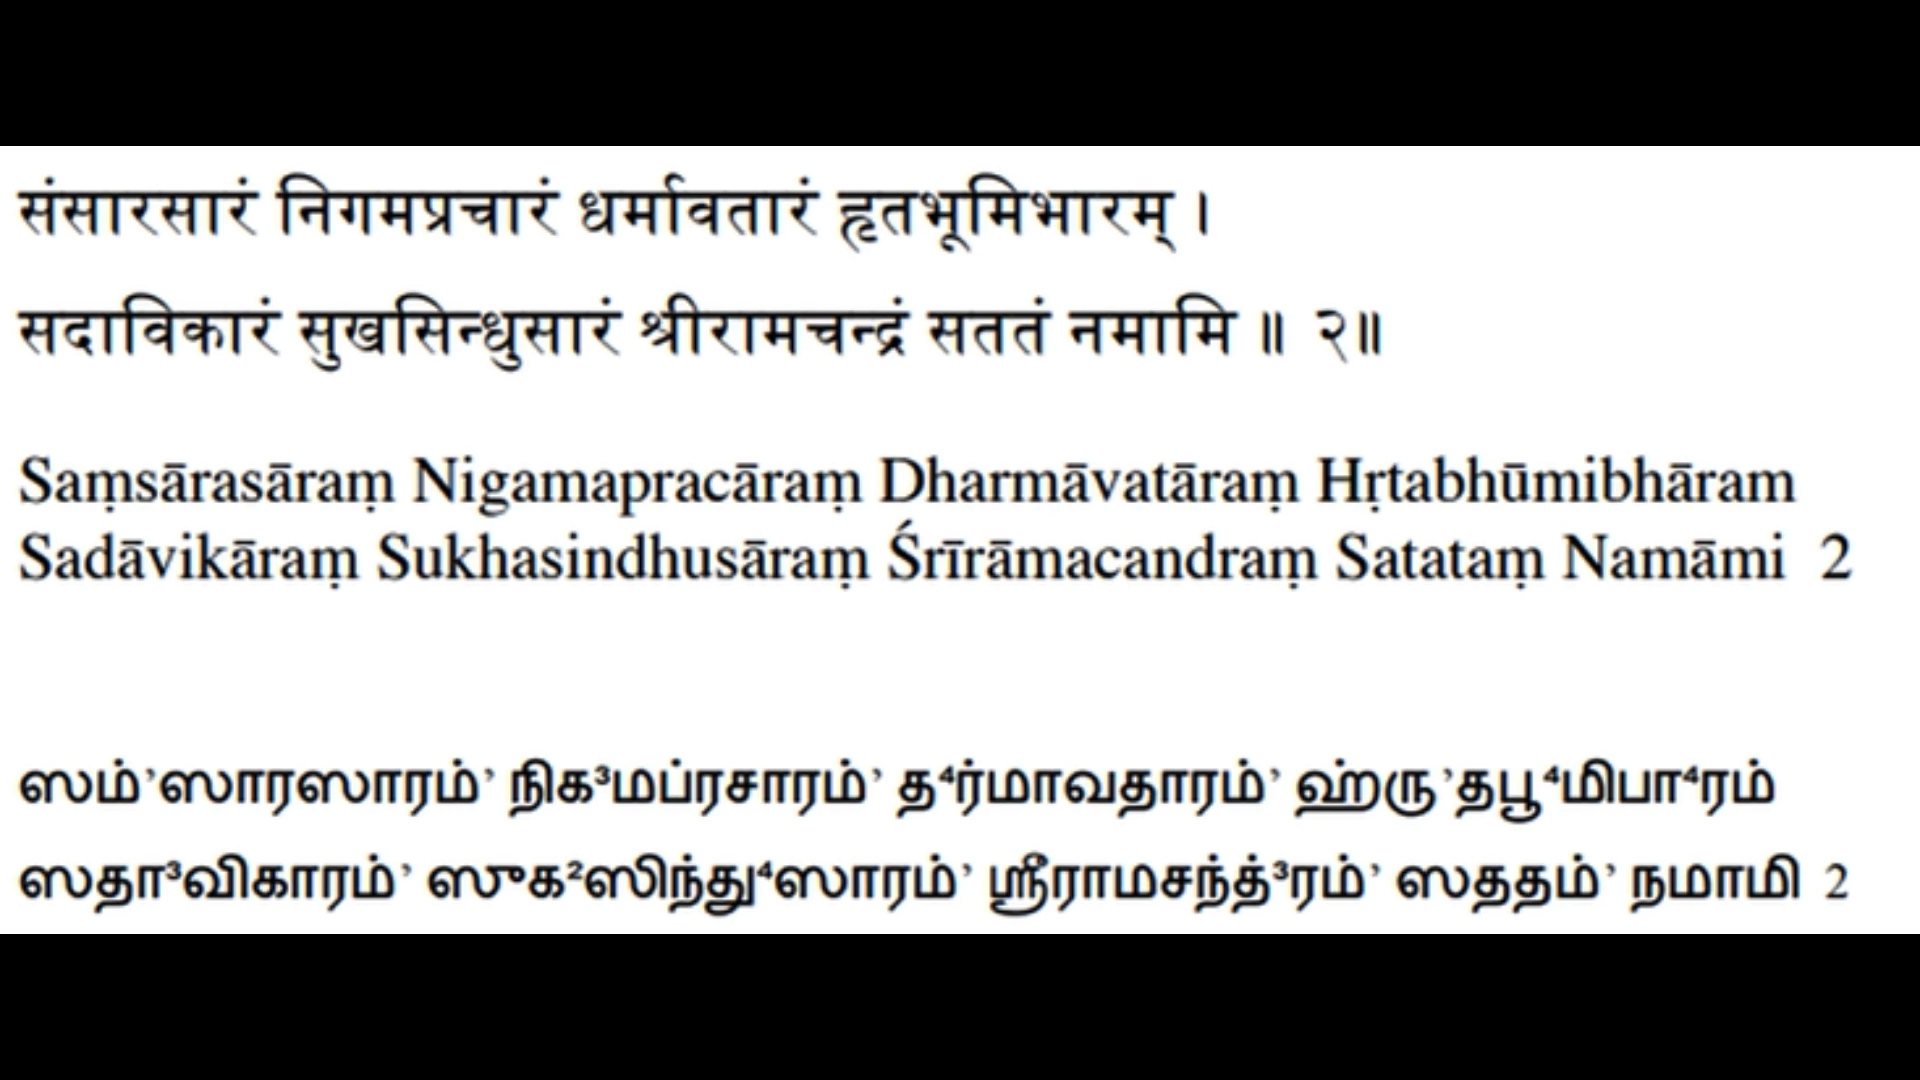 संसारसारं निगमप्रचारं धर्मावतारं हृतभूमिभारम् ।
सदाविकारं सुखसिन्धुसारं श्रीरामचन्द्रं सततं नमामि ॥ २॥
Saṃsārasāraṃ Nigamapracāraṃ Dharmāvatāraṃ Hṛtabhūmibhāram
Sadāvikāraṃ Sukhasindhusāraṃ Śrīrāmacandraṃ Satataṃ Namāmi 2
ஸம்ʼஸாரஸாரம்ʼ நிக³மப்ரசாரம்ʼ த⁴ர்மாவதாரம்ʼ ஹ்ருʼதபூ⁴மிபா⁴ரம்
ஸதா³விகாரம்ʼ ஸுக²ஸிந்து⁴ஸாரம்ʼ ஶ்ரீராமசந்த்³ரம்ʼ ஸததம்ʼ நமாமி 2